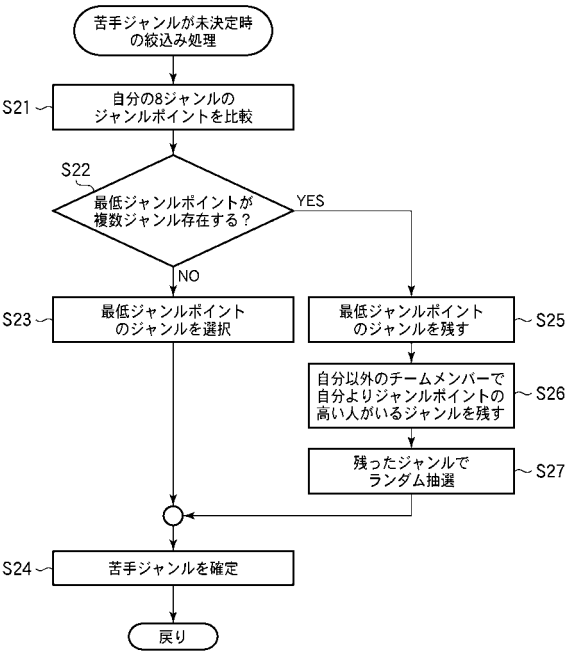 苦手ジャンルが未決定時
の絞込み処理
S21
自分の8ジャンルの
ジャンルポイントを比較
S22
最低ジャンルポイントが
複数ジャンル存在する？
YES
NO
S23
最低ジャンルポイント
のジャンルを選択
最低ジャンルポイント
のジャンルを残す
S25
自分以外のチームメンバーで
自分よりジャンルポイントの
高い人がいるジャンルを残す
S26
残ったジャンルで
ランダム抽選
S27
S24
苦手ジャンルを確定
戻り